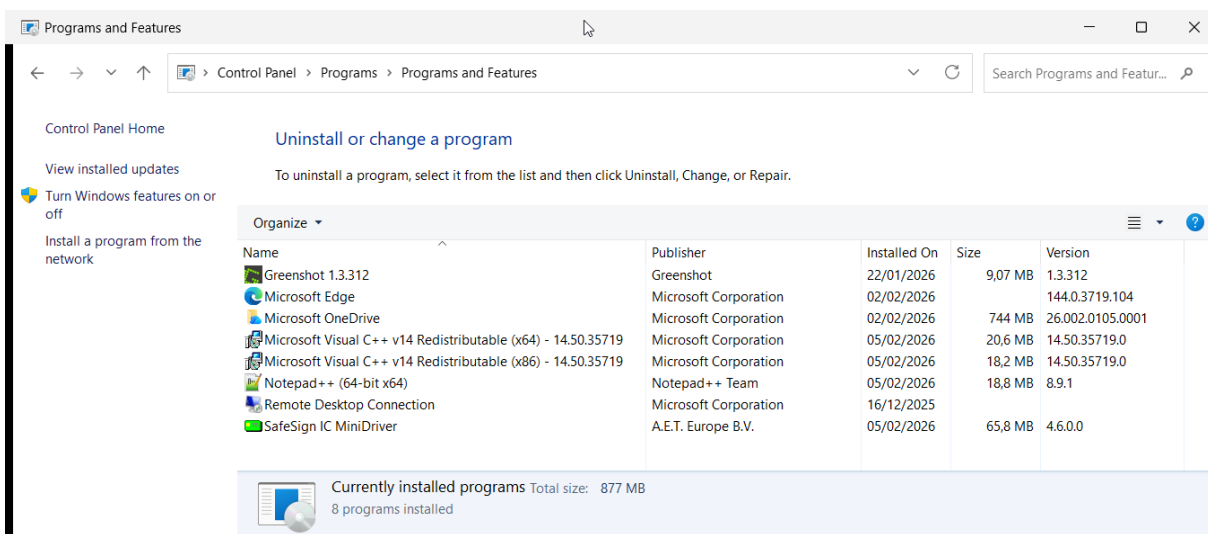 Programs and Features
Control Panel > Programs > Programs and Features
Search Programs and Featur...
Control Panel Home
View installed updates
Turn Windows features on or
off
Install a program from the
network
Uninstall or change a program
To uninstall a program, select it from the list and then click Uninstall, Change, or Repair.
Organize
Name Publisher Installed On Size Version
Greenshot 1.3.312 Greenshot 22/01/2026 9,07 MB 1.3.312
Microsoft Edge Microsoft Corporation 02/02/2026 144.0.3719.104
Microsoft OneDrive Microsoft Corporation 02/02/2026 744 MB 26.002.0105.0001
Microsoft Visual C++ v14 Redistributable (x64) - 14.50.35719 Microsoft Corporation 05/02/2026 20,6 MB 14.50.35719.0
Microsoft Visual C++ v14 Redistributable (x86) - 14.50.35719 Microsoft Corporation 05/02/2026 18,2 MB 14.50.35719.0
Notepad++ (64-bit x64) Notepad++ Team 05/02/2026 18,8 MB 8.9.1
Remote Desktop Connection Microsoft Corporation 16/12/2025
SafeSign IC MiniDriver A.E.T. Europe B.V. 05/02/2026 65,8 MB 4.6.0.0
Currently installed programs Total size: 877 MB
8 programs installed